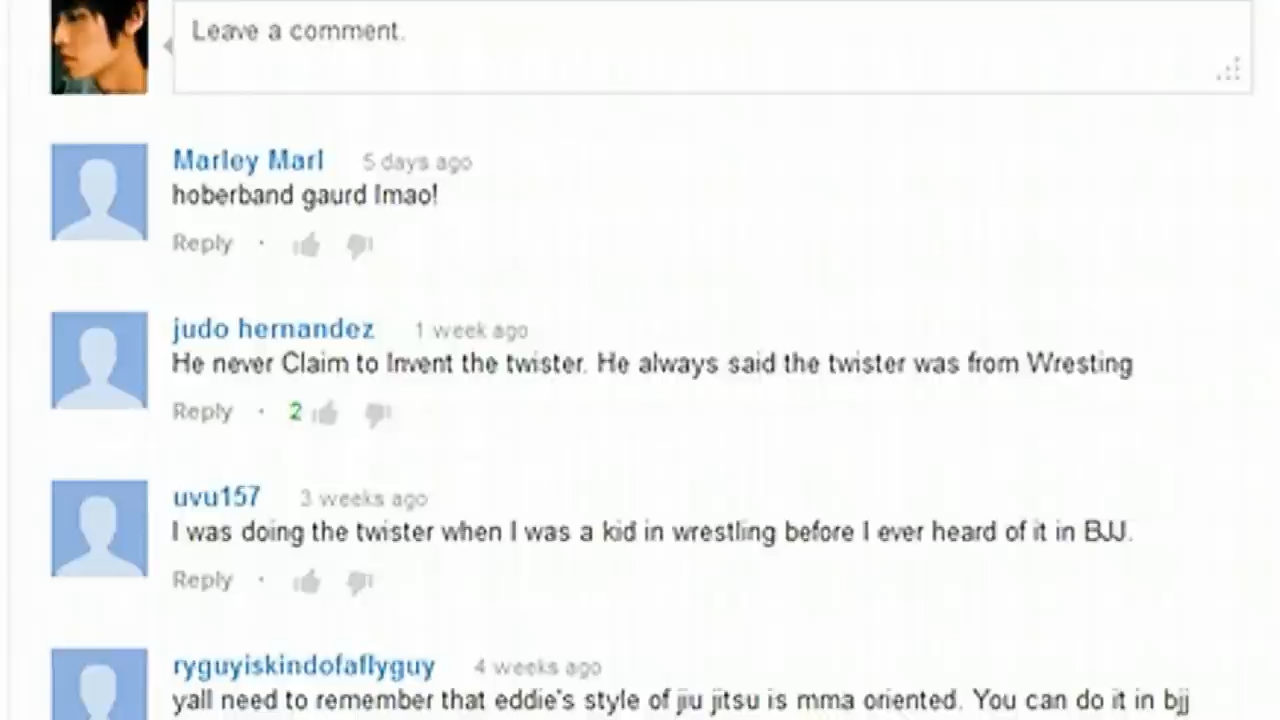 Leave a comment.
Marley Marl 5 days ago
hoberband gaurd lmao!
Reply ·
judo hernandez 1 week ago
He never Claim to Invent the twister. He always said the twister was from Wresting
Reply · 2
uvu157 3 weeks ago
I was doing the twister when I was a kid in wrestling before I ever heard of it in BJJ.
Reply ·
ryguyiskindofaflyguy 4 weeks ago
yall need to remember that eddie's style of jiu jitsu is mma oriented. You can do it in bjj